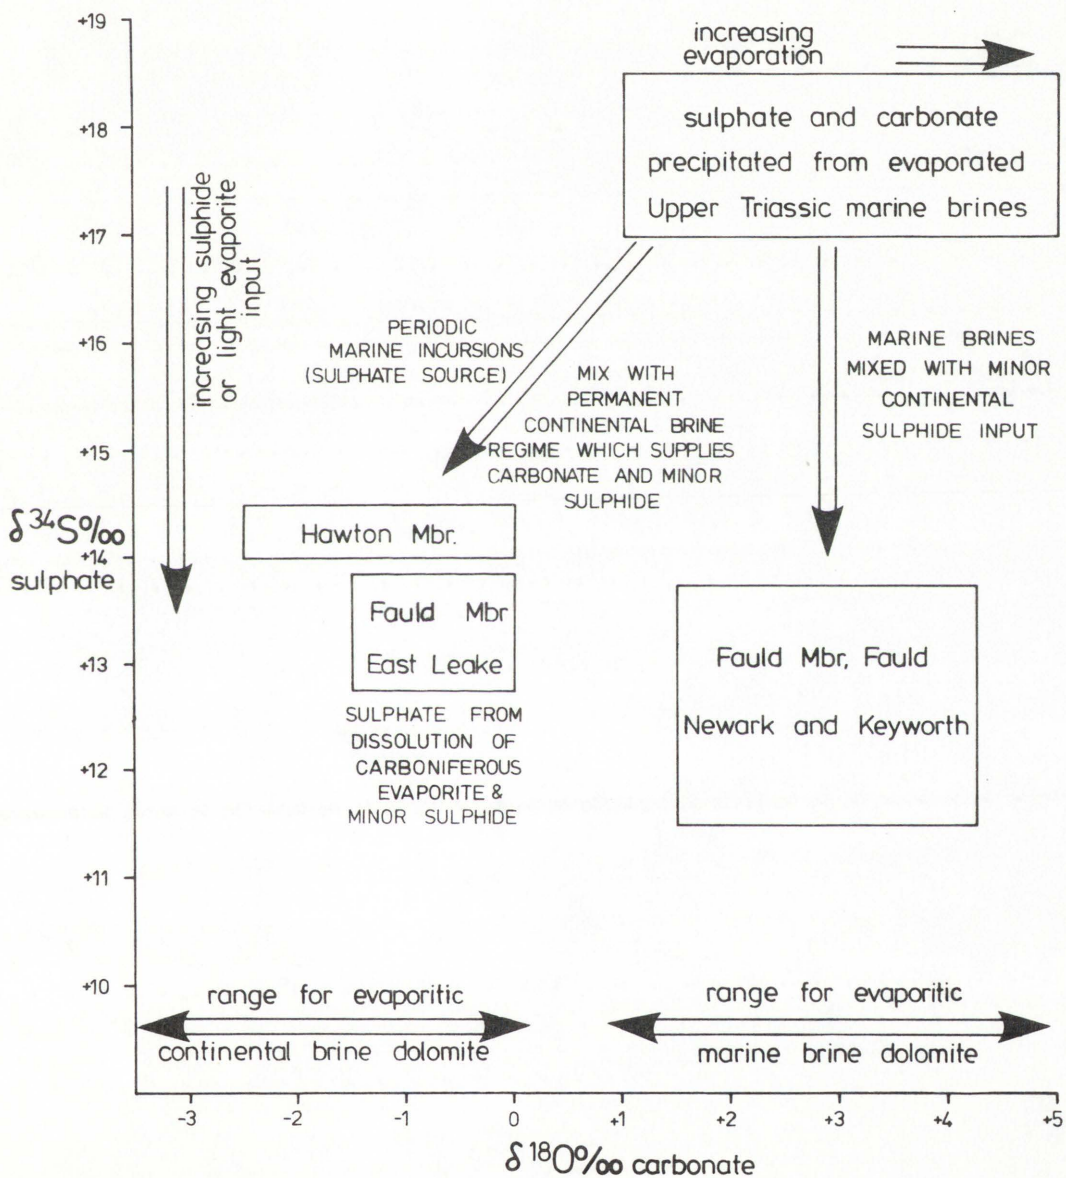 +19
+18
+17
+16
+15
+14
+13
+12
+11
+10
δ³⁴S‰
sulphate
increasing sulphide
or light evaporite
input
increasing
evaporation
sulphate and carbonate
precipitated from evaporated
Upper Triassic marine brines
PERIODIC
MARINE INCURSIONS
(SULPHATE SOURCE)
MIX WITH
PERMANENT
CONTINENTAL BRINE
REGIME WHICH SUPPLIES
CARBONATE AND MINOR
SULPHIDE
MARINE BRINES
MIXED WITH MINOR
CONTINENTAL
SULPHIDE INPUT
Hawton Mbr.
Fauld Mbr
East Leake
SULPHATE FROM
DISSOLUTION OF
CARBONIFEROUS
EVAPORITE &
MINOR SULPHIDE
Fauld Mbr, Fauld
Newark and Keyworth
range for evaporitic
continental brine dolomite
range for evaporitic
marine brine dolomite
-3 -2 -1 0 +1 +2 +3 +4 +5
δ¹⁸O‰ carbonate